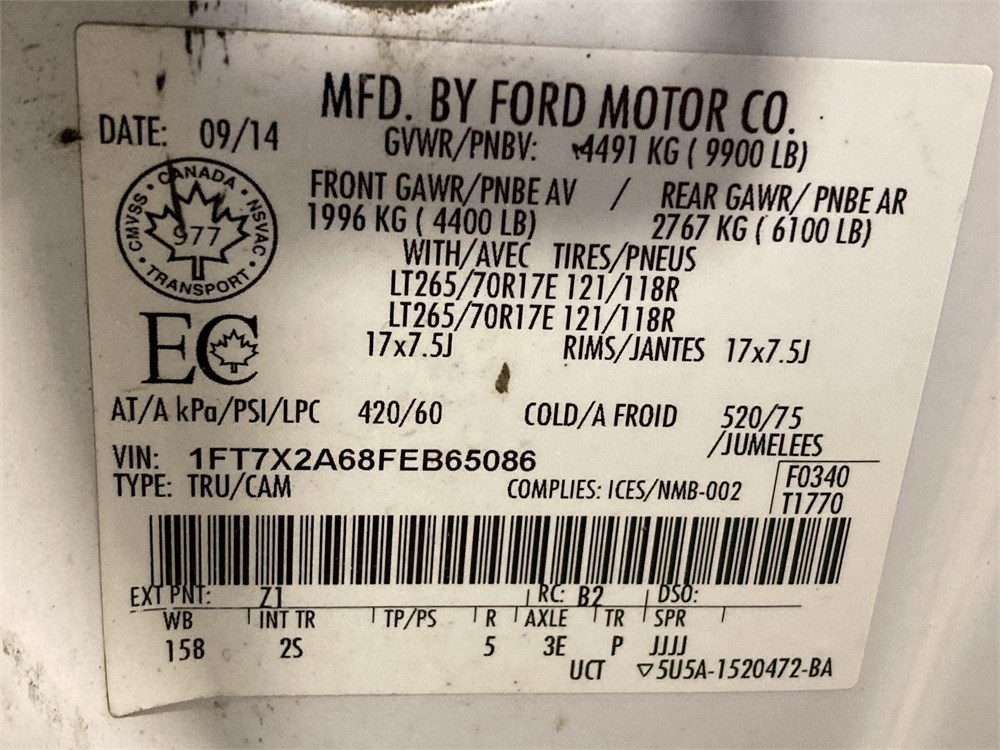 MFD. BY FORD MOTOR CO.
DATE: 09/14
GVWR/PNBV: 4491 KG ( 9900 LB)
FRONT GAWR/PNBE AV / REAR GAWR/ PNBE AR
1996 KG ( 4400 LB) 2767 KG ( 6100 LB)
WITH/AVEC TIRES/PNEUS
LT265/70R17E 121/118R
LT265/70R17E 121/118R
17x7.5J RIMS/JANTES 17x7.5J
CANADA
CMVSS NSVAC
977
TRANSPORT
EC
AT/A kPa/PSI/LPC 420/60 COLD/A FROID 520/75
/JUMELEES
VIN: 1FT7X2A68FEB65086
TYPE: TRU/CAM COMPLIES: ICES/NMB-002
F0340
T1770
EXT PNT: Z1 RC: B2 DSO:
WB INT TR TP/PS R AXLE TR SPR
158 2S 5 3E P JJJJ
UCT ▽5U5A-1520472-BA